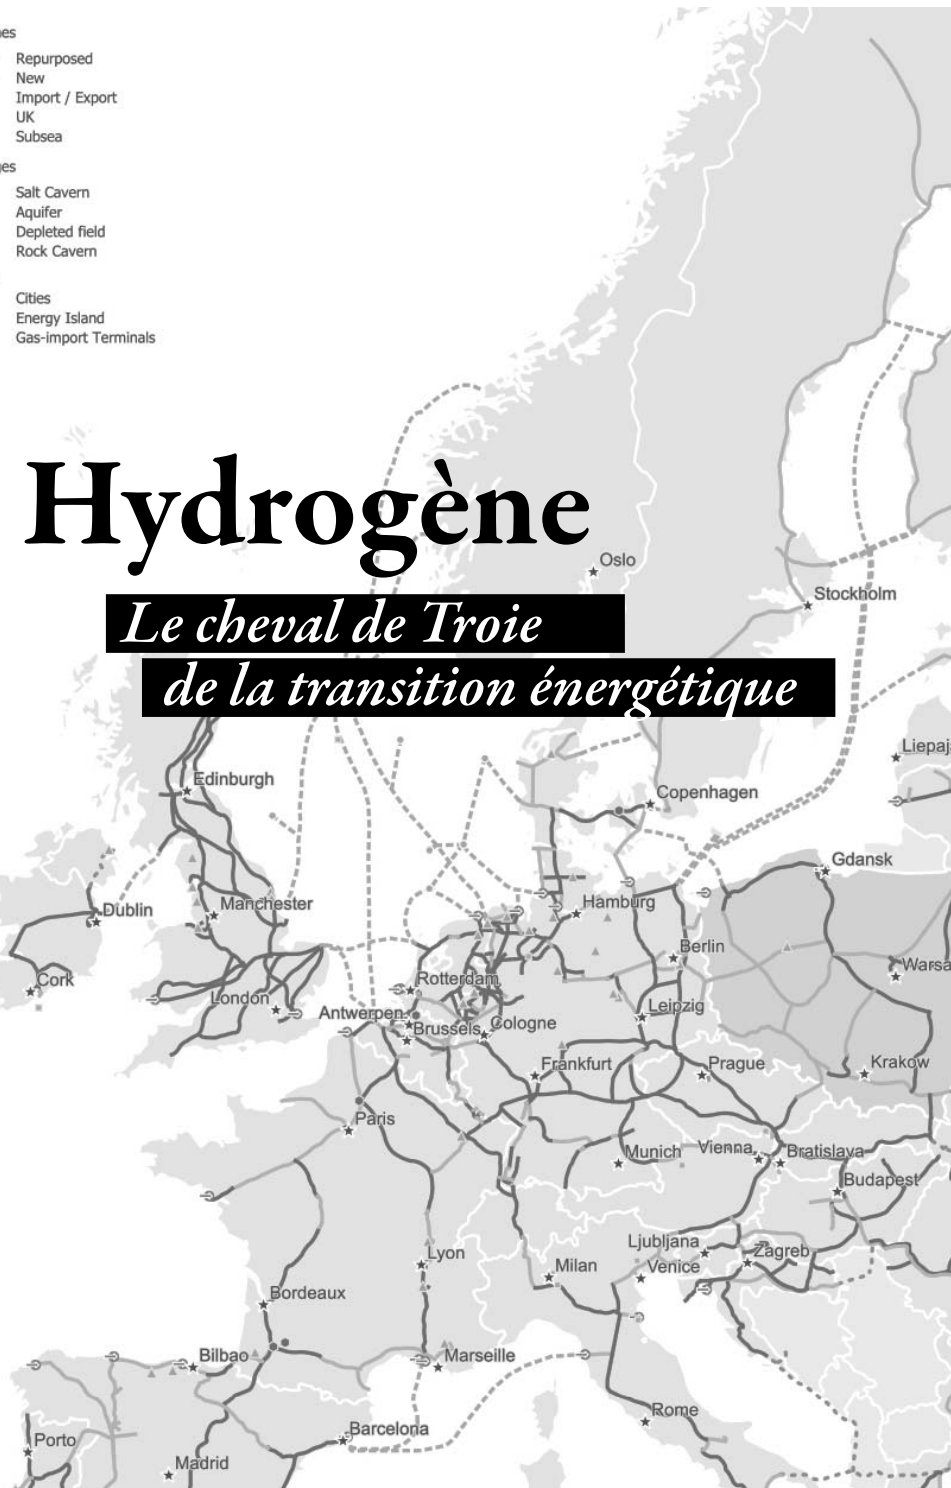 Repurposed
New
Import / Export
UK
Subsea
Salt Cavern
Aquifer
Depleted field
Rock Cavern
Cities
Energy Island
Gas-import Terminals
Hydrogène
Oslo
Le cheval de Troie
Stockholm
de la transition énergétique
Liepaj
Edinburgh
Copenhagen
Gdansk
Dublin
Manchester
Hamburg
Berlin
Warsa
Cork
London
Rotterdam
Antwerpen
Leipzig
Brussels
Cologne
Frankfurt
Prague
Krakow
Paris
Munich
Vienna
Bratislava
Budapest
Lyon
Ljubljana
Zagreb
Milan
Venice
Bordeaux
Bilbao
Marseille
Rome
Barcelona
Porto
Madrid